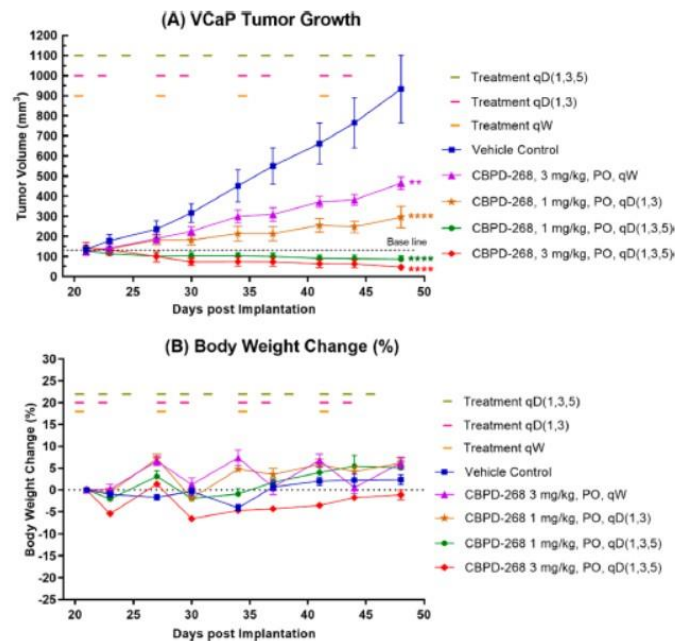 (A) VCaP Tumor Growth
Tumor Volume (mm³)
1200
1100
1000
900
800
700
600
500
400
300
200
100
0
20 25 30 35 40 45 50
Days post Implantation
**
****
Base line
****
****
Treatment qD(1,3,5)
Treatment qD(1,3)
Treatment qW
Vehicle Control
CBPD-268, 3 mg/kg, PO, qW
CBPD-268, 1 mg/kg, PO, qD(1,3)
CBPD-268, 1 mg/kg, PO, qD(1,3,5)
CBPD-268, 3 mg/kg, PO, qD(1,3,5)
(B) Body Weight Change (%)
Body Weight Change (%)
30
25
20
15
10
5
0
-5
-10
-15
-20
-25
20 25 30 35 40 45 50
Days post Implantation
Treatment qD(1,3,5)
Treatment qD(1,3)
Treatment qW
Vehicle Control
CBPD-268 3 mg/kg, PO, qW
CBPD-268 1 mg/kg, PO, qD(1,3)
CBPD-268 1 mg/kg, PO, qD(1,3,5)
CBPD-268 3 mg/kg, PO, qD(1,3,5)